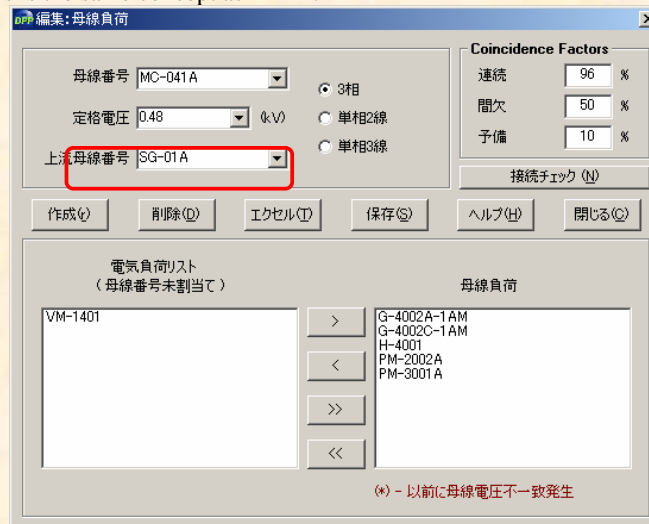 DPP 編集:母線負荷
母線番号 MC-041A
定格電圧 0.48 (kV)
上流母線番号 SG-01A
3相
単相2線
単相3線
Coincidence Factors
連続 96 %
間欠 50 %
予備 10 %
接続チェック (N)
削除(D)
エクセル(T)
保存(S)
ヘルプ(H)
閉じる(C)
電気負荷リスト
( 母線番号未割当て )
VM-1401
>
<
>>
<<
母線負荷
G-4002A-1AM
G-4002C-1AM
H-4001
PM-2002A
PM-3001A
(*) - 以前に母線電圧不一致発生